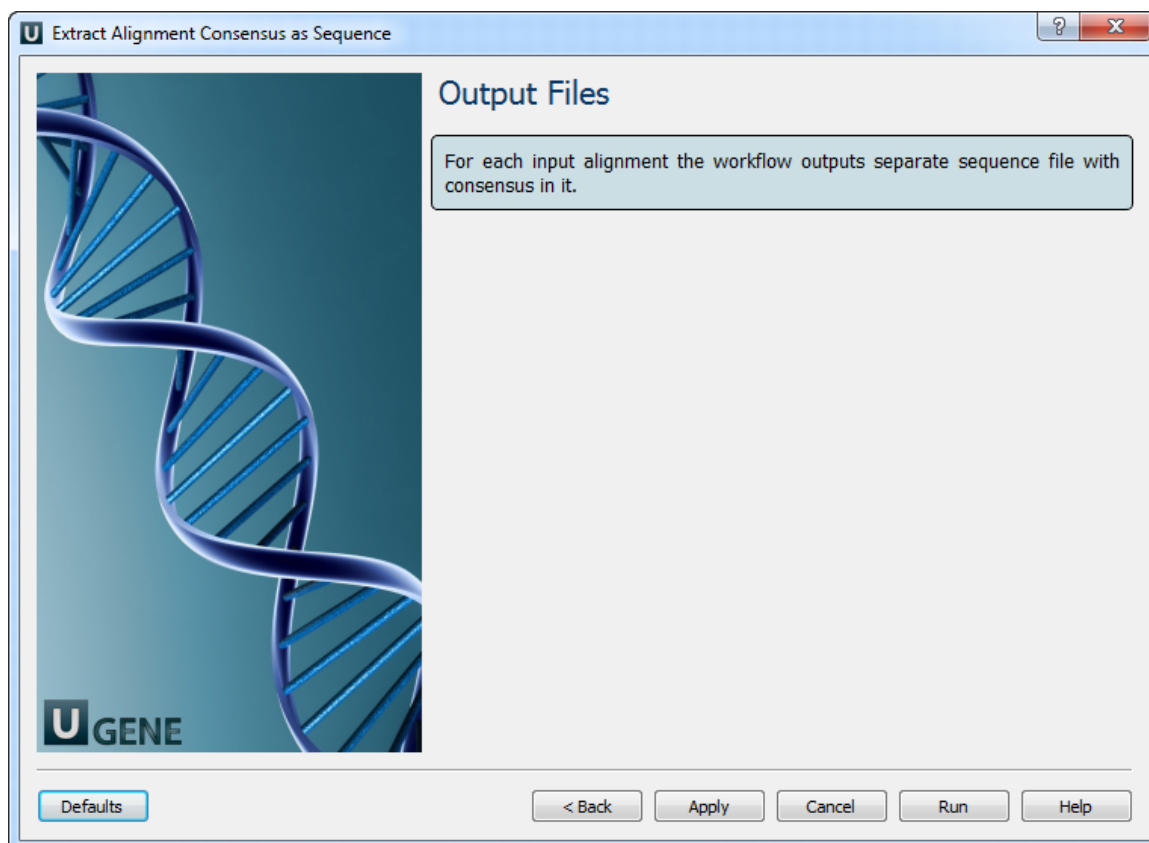 U Extract Alignment Consensus as Sequence
? X
Output Files
For each input alignment the workflow outputs separate sequence file with
consensus in it.
U GENE
Defaults
< Back
Apply
Cancel
Run
Help